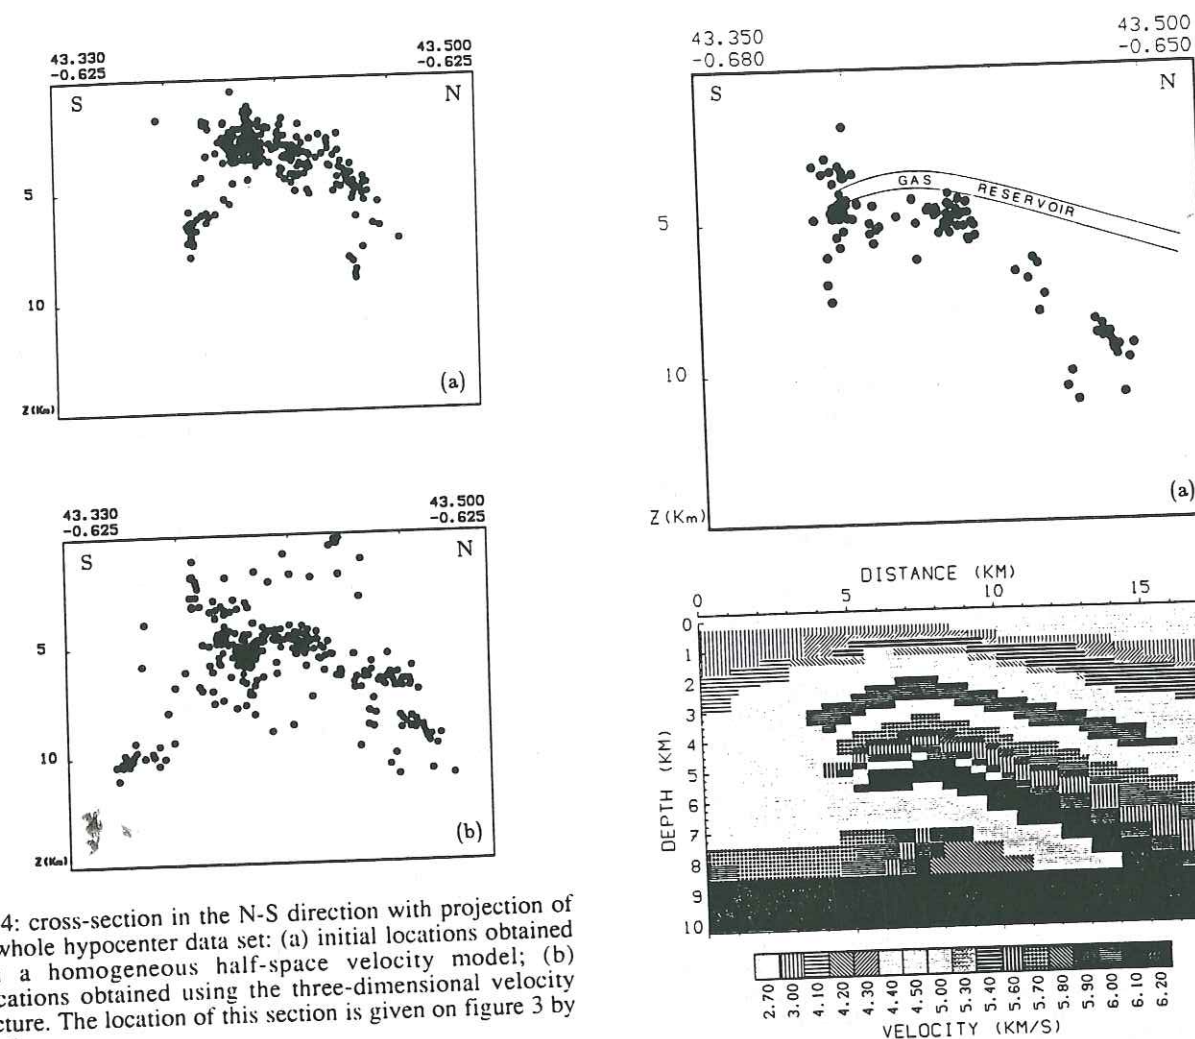 43.330
-0.625
43.500
-0.625
S
N
5
10
Z(Km)
(a)
43.330
-0.625
43.500
-0.625
S
N
5
10
Z(Km)
(b)
4: cross-section in the N-S direction with projection of
whole hypocenter data set: (a) initial locations obtained
a homogeneous half-space velocity model; (b)
cations obtained using the three-dimensional velocity
cture. The location of this section is given on figure 3 by
43.350
-0.680
43.500
-0.650
S
N
GAS RESERVOIR
5
10
Z(Km)
(a)
DISTANCE (KM)
0 5 10 15
DEPTH (KM)
0
1
2
3
4
5
6
7
8
9
10
2.70 3.00 4.10 4.20 4.30 4.40 4.50 5.00 5.30 5.40 5.60 5.70 5.80 5.90 6.00 6.10 6.20
VELOCITY (KM/S)